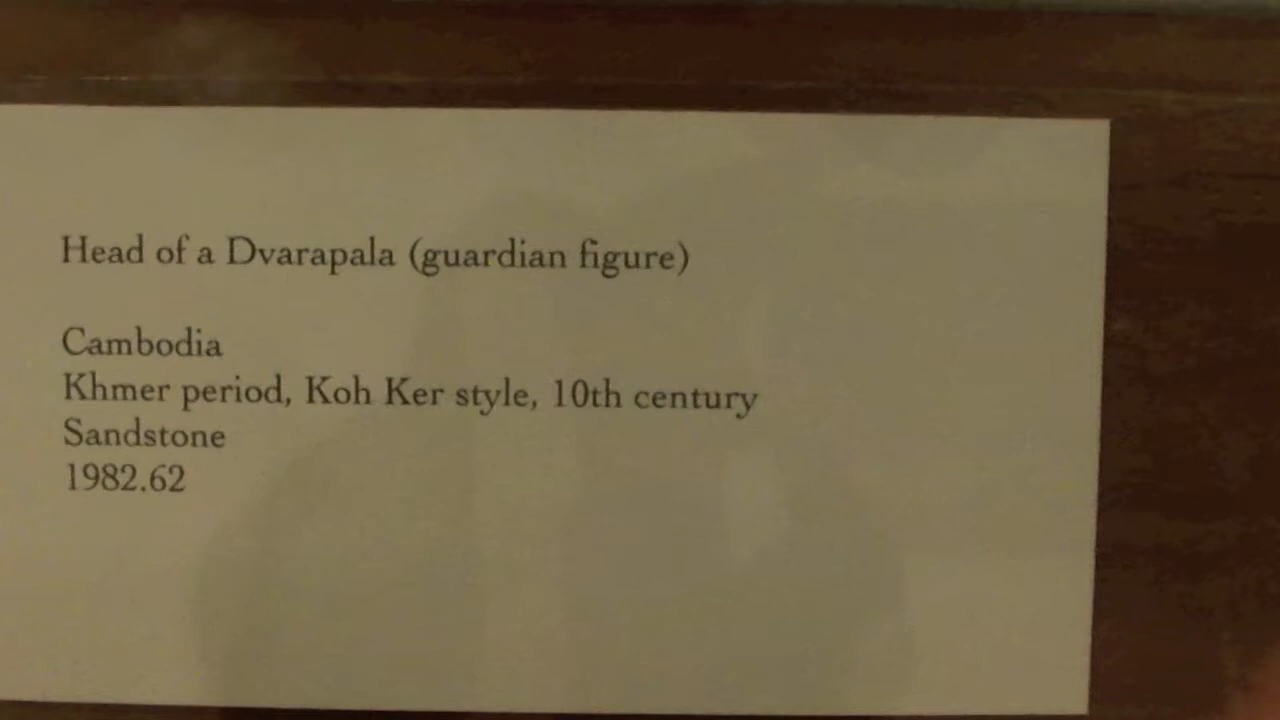 Head of a Dvarapala (guardian figure)
Cambodia
Khmer period, Koh Ker style, 10th century
Sandstone
1982.62